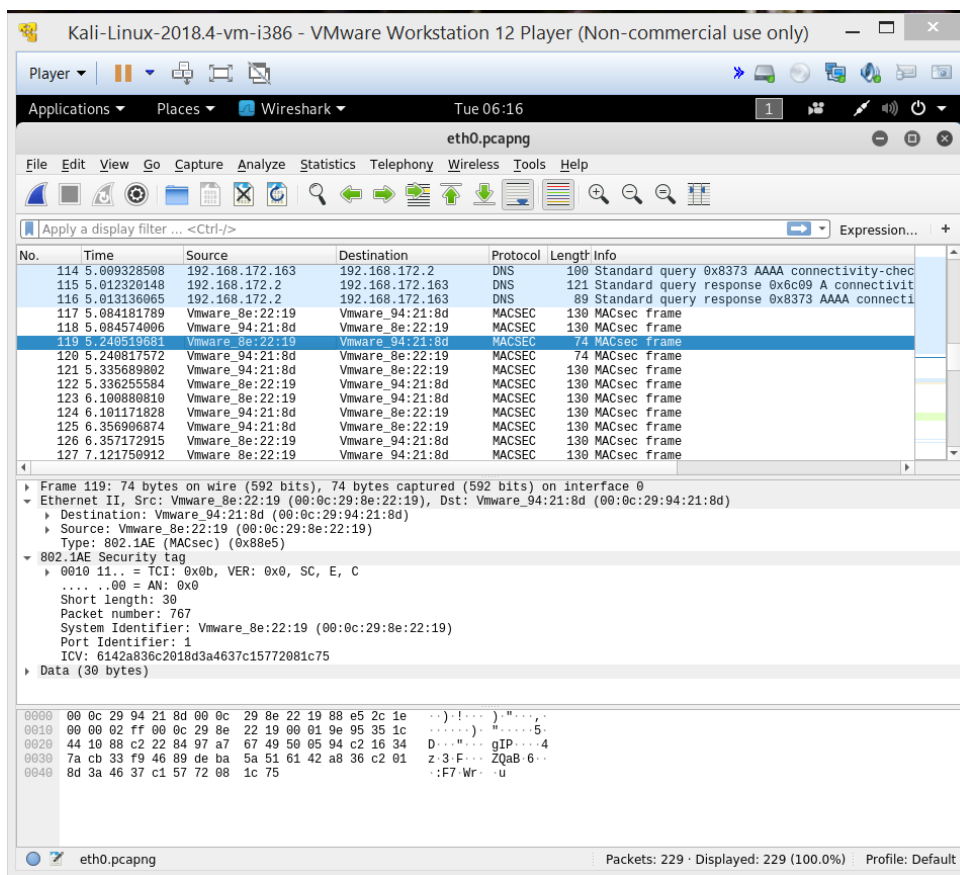 Kali-Linux-2018.4-vm-i386 - VMware Workstation 12 Player (Non-commercial use only)
Player
Applications Places Wireshark Tue 06:16 1
eth0.pcapng
File Edit View Go Capture Analyze Statistics Telephony Wireless Tools Help
Apply a display filter ... <Ctrl-/> Expression... +
No. Time Source Destination Protocol Length Info
114 5.009328508 192.168.172.163 192.168.172.2 DNS 100 Standard query 0x8373 AAAA connectivity-chec
115 5.012320148 192.168.172.2 192.168.172.163 DNS 121 Standard query response 0x6c09 A connectivit
116 5.013136065 192.168.172.2 192.168.172.163 DNS 89 Standard query response 0x8373 AAAA connecti
117 5.084181789 Vmware_8e:22:19 Vmware_94:21:8d MACSEC 130 MACsec frame
118 5.084574006 Vmware_94:21:8d Vmware_8e:22:19 MACSEC 130 MACsec frame
119 5.240519681 Vmware_8e:22:19 Vmware_94:21:8d MACSEC 74 MACsec frame
120 5.240817572 Vmware_94:21:8d Vmware_8e:22:19 MACSEC 74 MACsec frame
121 5.335689802 Vmware_8e:22:19 Vmware_94:21:8d MACSEC 130 MACsec frame
122 5.336255584 Vmware_94:21:8d Vmware_8e:22:19 MACSEC 130 MACsec frame
123 6.100880810 Vmware_8e:22:19 Vmware_94:21:8d MACSEC 130 MACsec frame
124 6.101171828 Vmware_94:21:8d Vmware_8e:22:19 MACSEC 130 MACsec frame
125 6.356906874 Vmware_8e:22:19 Vmware_94:21:8d MACSEC 130 MACsec frame
126 6.357172915 Vmware_94:21:8d Vmware_8e:22:19 MACSEC 130 MACsec frame
127 7.121750912 Vmware_8e:22:19 Vmware_94:21:8d MACSEC 130 MACsec frame
Frame 119: 74 bytes on wire (592 bits), 74 bytes captured (592 bits) on interface 0
Ethernet II, Src: Vmware_8e:22:19 (00:0c:29:8e:22:19), Dst: Vmware_94:21:8d (00:0c:29:94:21:8d)
Destination: Vmware_94:21:8d (00:0c:29:94:21:8d)
Source: Vmware_8e:22:19 (00:0c:29:8e:22:19)
Type: 802.1AE (MACsec) (0x88e5)
802.1AE Security tag
0010 11.. = TCI: 0x0b, VER: 0x0, SC, E, C
.... ..00 = AN: 0x0
Short length: 30
Packet number: 767
System Identifier: Vmware_8e:22:19 (00:0c:29:8e:22:19)
Port Identifier: 1
ICV: 6142a836c2018d3a4637c15772081c75
Data (30 bytes)
0000 00 0c 29 94 21 8d 00 0c 29 8e 22 19 88 e5 2c 1e ··)·!··· )·"···,·
0010 00 00 02 ff 00 0c 29 8e 22 19 00 01 9e 95 35 1c ······)· "·····5·
0020 44 10 88 c2 22 84 97 a7 67 49 50 05 94 c2 16 34 D···"··· gIP····4
0030 7a cb 33 f9 46 89 de ba 5a 51 61 42 a8 36 c2 01 z·3·F··· ZQaB·6··
0040 8d 3a 46 37 c1 57 72 08 1c 75 ·:F7·Wr· ·u
eth0.pcapng Packets: 229 · Displayed: 229 (100.0%) Profile: Default